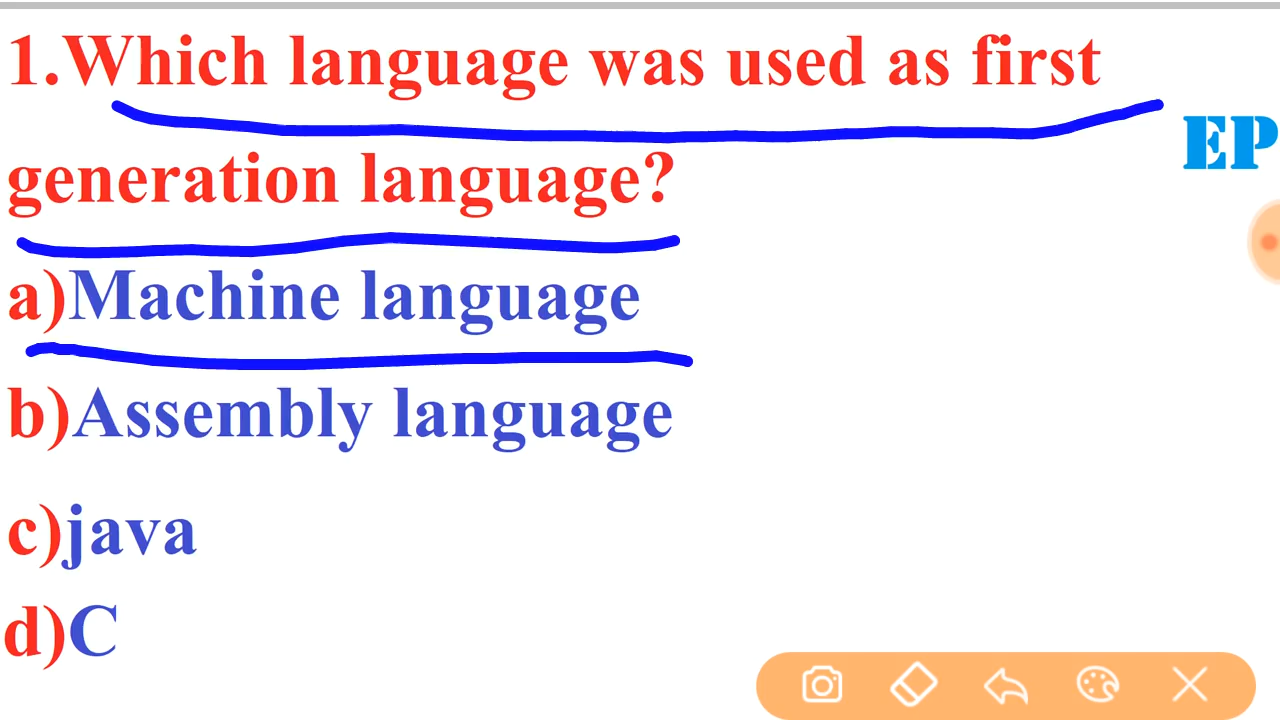 1.Which language was used as first
EP
generation language?
a)Machine language
b)Assembly language
c)java
d)C